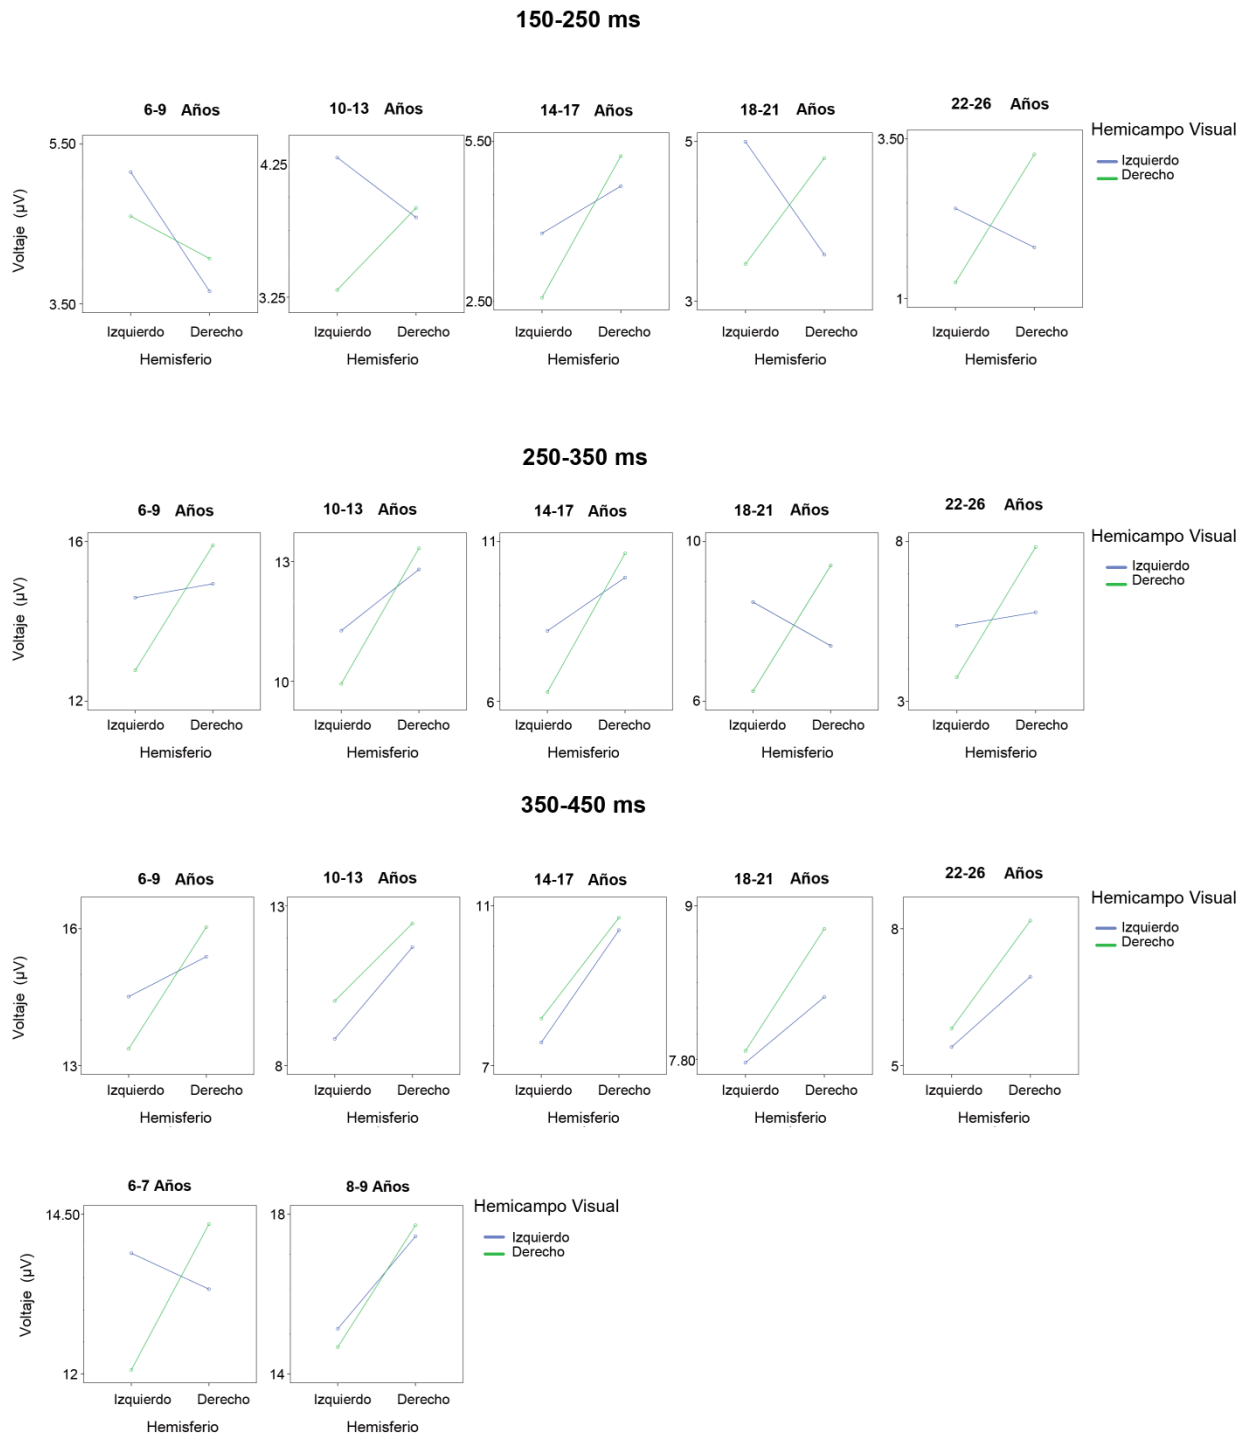 150-250 ms
6-9 Años
10-13 Años
14-17 Años
18-21 Años
22-26 Años
Hemicampo Visual
Izquierdo
Derecho
Voltaje (µV)
5.50
3.50
4.25
3.25
5.50
2.50
5
3
3.50
1
Izquierdo Derecho
Hemisferio
Izquierdo Derecho
Hemisferio
Izquierdo Derecho
Hemisferio
Izquierdo Derecho
Hemisferio
Izquierdo Derecho
Hemisferio
250-350 ms
6-9 Años
10-13 Años
14-17 Años
18-21 Años
22-26 Años
Hemicampo Visual
Izquierdo
Derecho
Voltaje (µV)
16
12
13
10
11
6
10
6
8
3
Izquierdo Derecho
Hemisferio
Izquierdo Derecho
Hemisferio
Izquierdo Derecho
Hemisferio
Izquierdo Derecho
Hemisferio
Izquierdo Derecho
Hemisferio
350-450 ms
6-9 Años
10-13 Años
14-17 Años
18-21 Años
22-26 Años
Hemicampo Visual
Izquierdo
Derecho
Voltaje (µV)
16
13
13
8
11
7
9
7.80
8
5
Izquierdo Derecho
Hemisferio
Izquierdo Derecho
Hemisferio
Izquierdo Derecho
Hemisferio
Izquierdo Derecho
Hemisferio
Izquierdo Derecho
Hemisferio
6-7 Años
8-9 Años
Hemicampo Visual
Izquierdo
Derecho
Voltaje (µV)
14.50
12
18
14
Izquierdo Derecho
Hemisferio
Izquierdo Derecho
Hemisferio